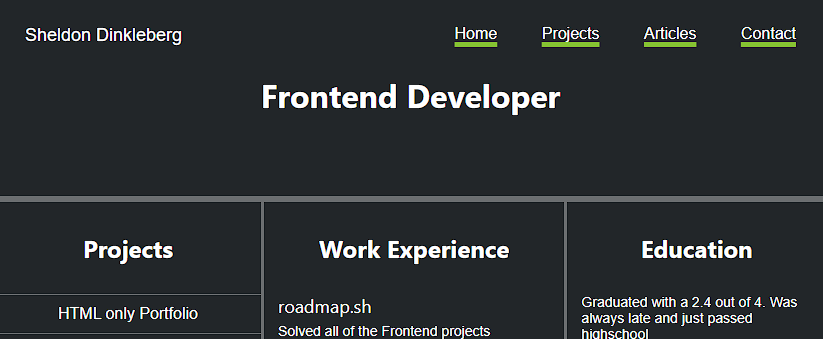 Sheldon Dinkleberg
Home Projects Articles Contact
Frontend Developer
Projects
HTML only Portfolio
Work Experience
roadmap.sh
Solved all of the Frontend projects
Education
Graduated with a 2.4 out of 4. Was
always late and just passed
highschool